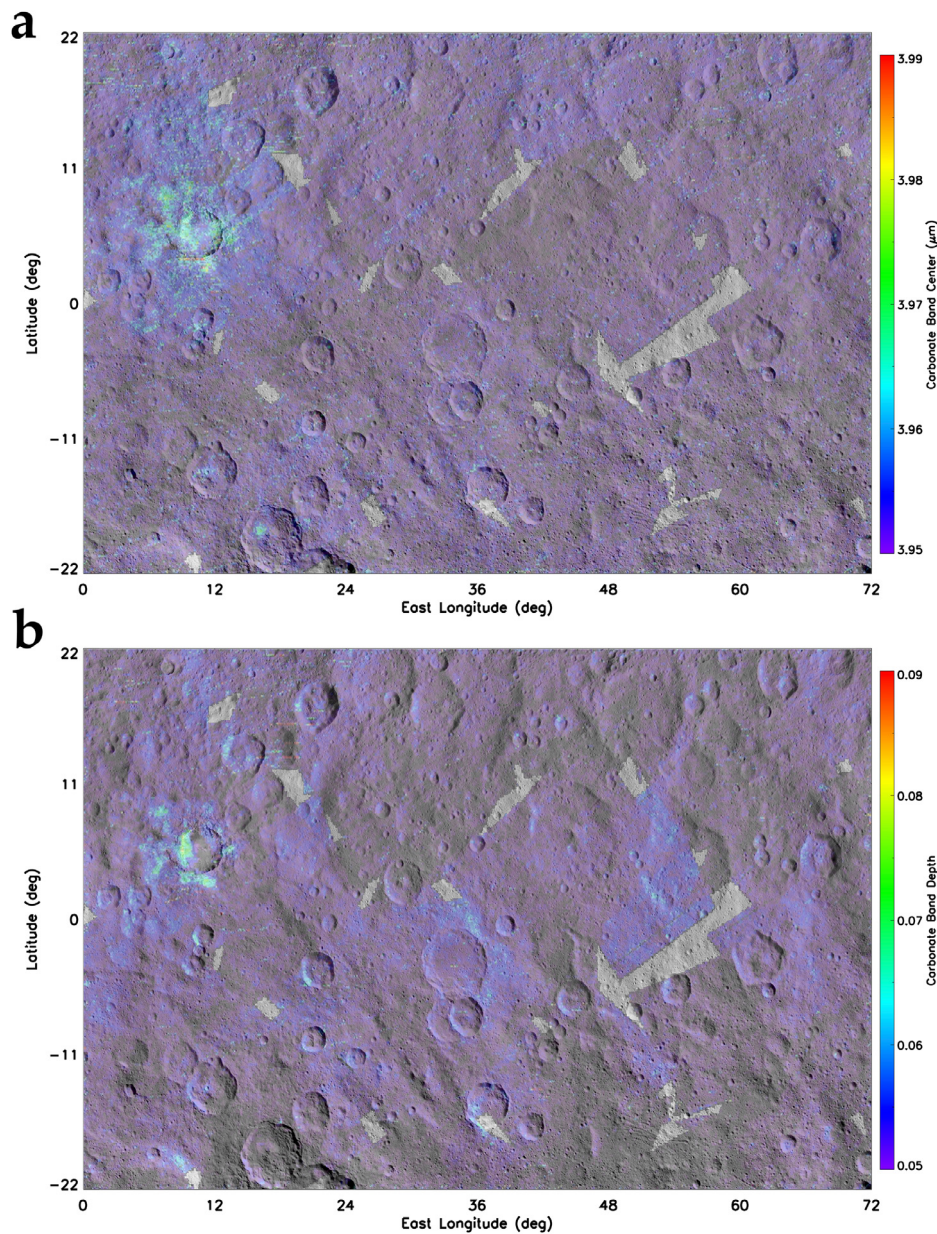 a
22
11
0
-11
-22
Latitude (deg)
0 12 24 36 48 60 72
East Longitude (deg)
3.99
3.98
3.97
3.96
3.95
Carbonate Band Center (μm)
b
22
11
0
-11
-22
Latitude (deg)
0 12 24 36 48 60 72
East Longitude (deg)
0.09
0.08
0.07
0.06
0.05
Carbonate Band Depth